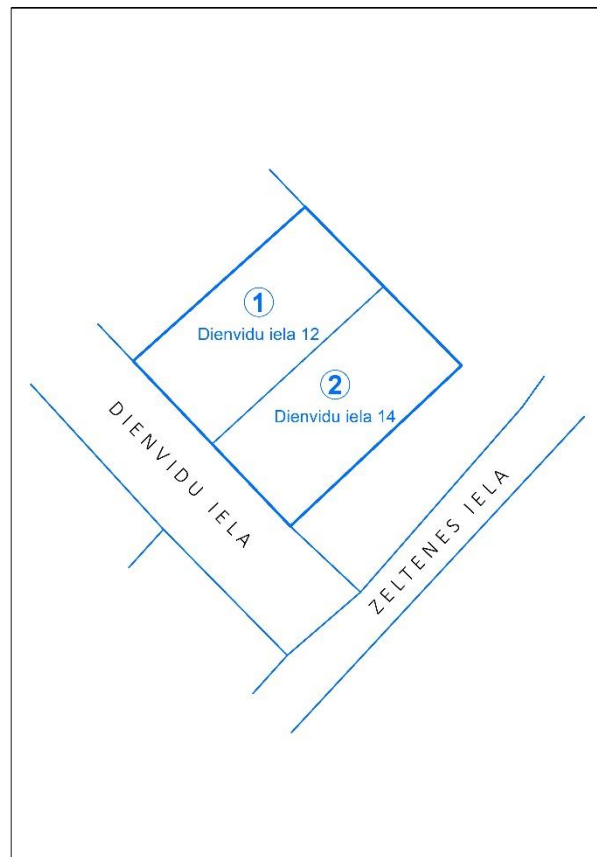 1
Dienvidu iela 12
2
Dienvidu iela 14
DIENVIDU IELA
ZELTENES IELA